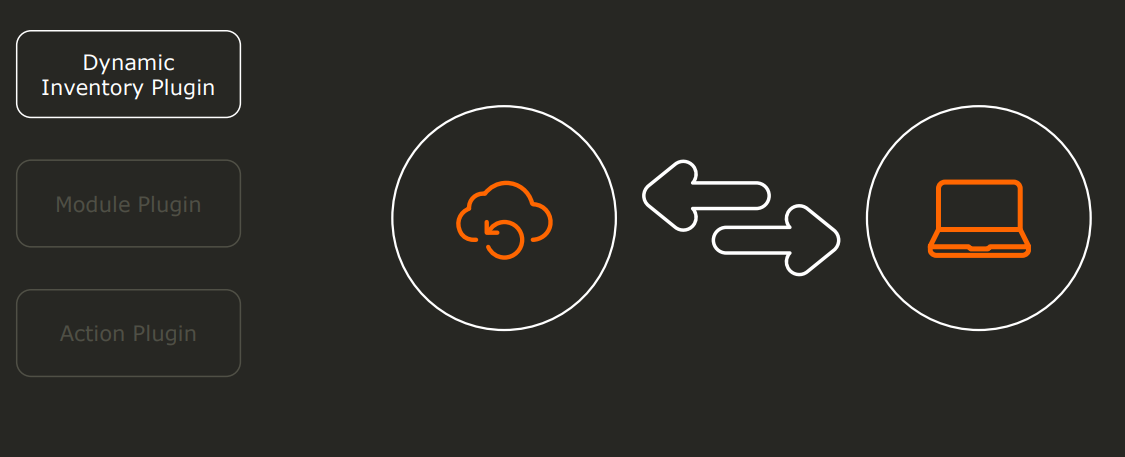 Dynamic
Inventory Plugin
Module Plugin
Action Plugin